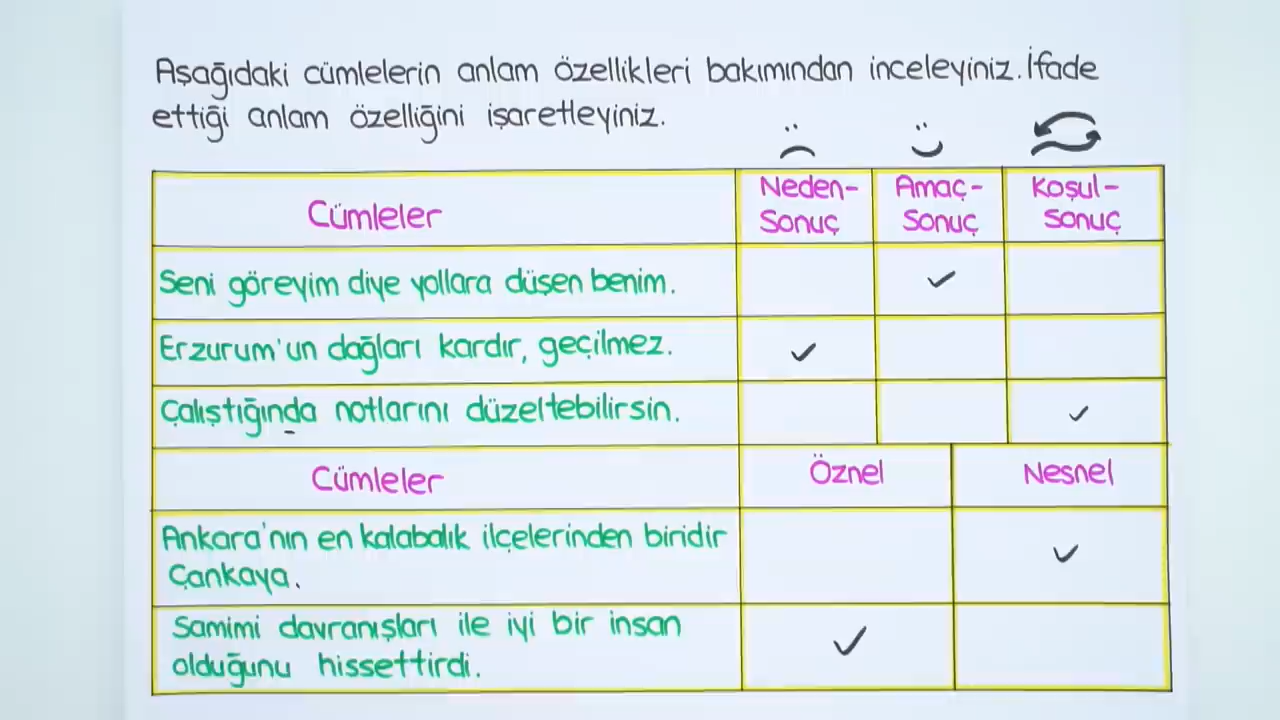 Aşağıdaki cümlelerin anlam özellikleri bakımından inceleyiniz. İfade
ettiği anlam özelliğini işaretleyiniz.
Cümleler
Neden-
Sonuç
Amaç-
Sonuç
Koşul-
Sonuç
Seni göreyim diye yollara düşen benim.
Erzurum'un dağları kardır, geçilmez.
Çalıştığında notlarını düzeltebilirsin.
Cümleler
Öznel
Nesnel
Ankara'nın en kalabalık ilçelerinden biridir
Çankaya.
Samimi davranışları ile iyi bir insan
olduğunu hissettirdi.